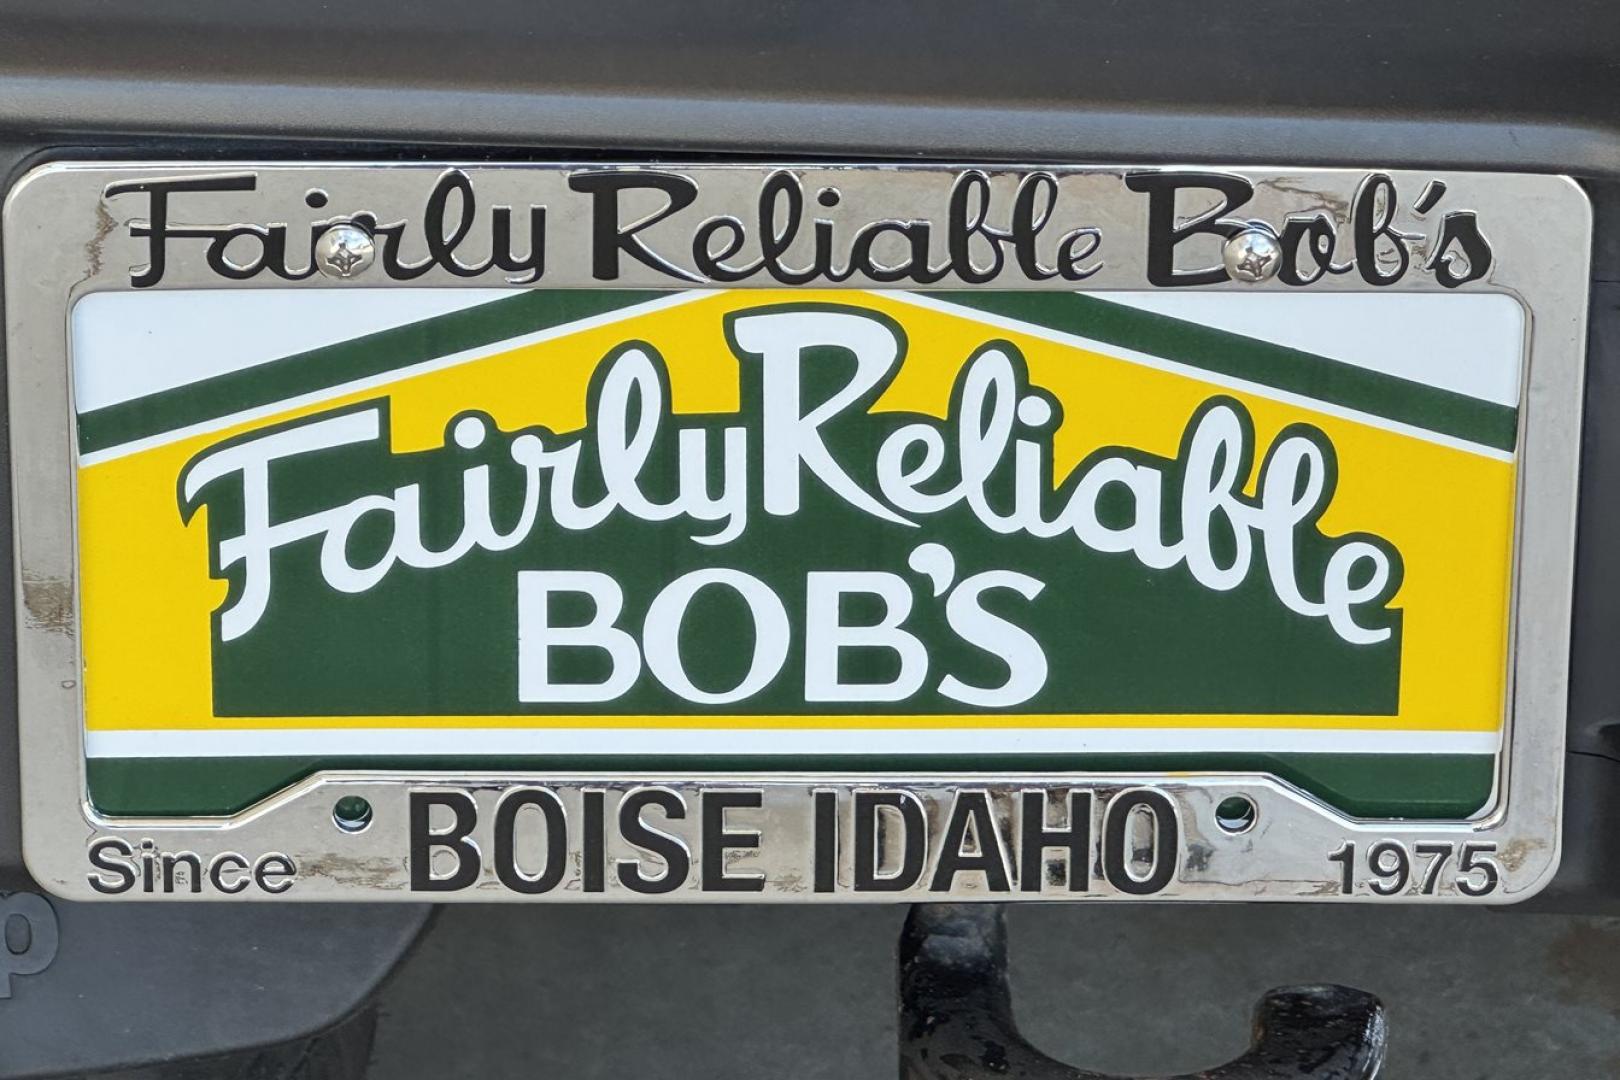 Fairly Reliable Bob's
Fairly Reliable
BOB'S
BOISE IDAHO
Since 1975
p